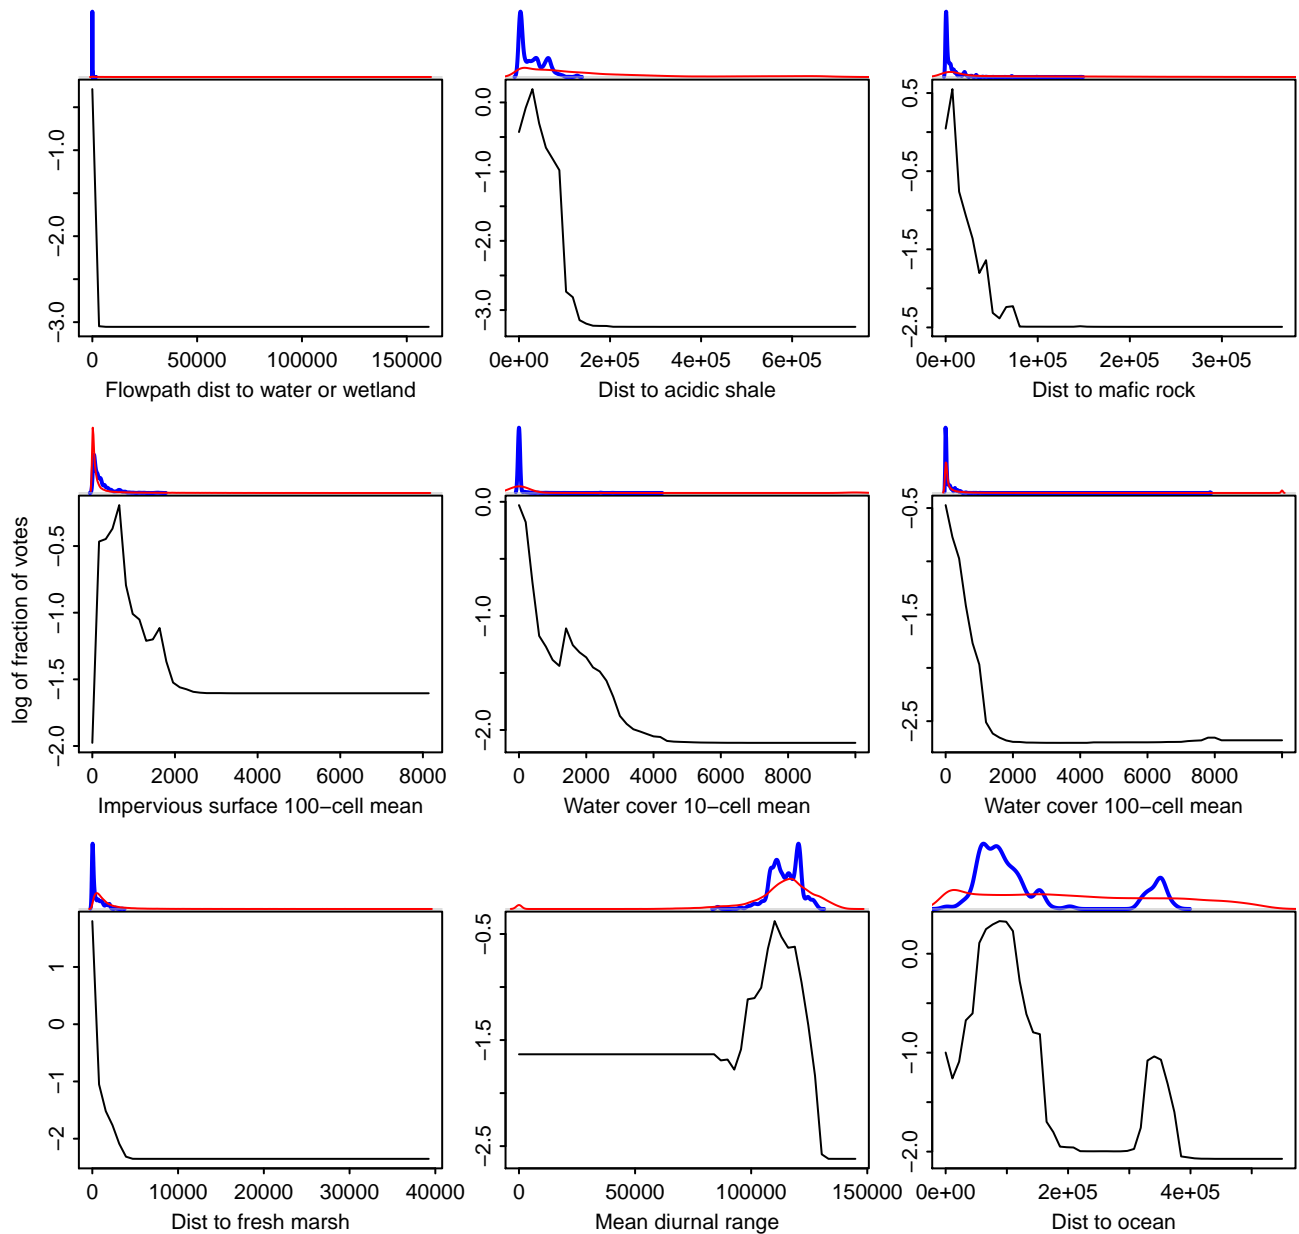 −1.0
−2.0
−3.0
0 50000 100000 150000
Flowpath dist to water or wetland
0.0
−1.0
−2.0
−3.0
0e+00 2e+05 4e+05 6e+05
Dist to acidic shale
0.5
−0.5
−1.5
−2.5
0e+00 1e+05 2e+05 3e+05
Dist to mafic rock
log of fraction of votes
−0.5
−1.0
−1.5
−2.0
0 2000 4000 6000 8000
Impervious surface 100−cell mean
0.0
−1.0
−2.0
0 2000 4000 6000 8000
Water cover 10−cell mean
−0.5
−1.5
−2.5
0 2000 4000 6000 8000
Water cover 100−cell mean
1
0
−1
−2
0 10000 20000 30000 40000
Dist to fresh marsh
−0.5
−1.5
−2.5
0 50000 100000 150000
Mean diurnal range
0.0
−1.0
−2.0
0e+00 2e+05 4e+05
Dist to ocean